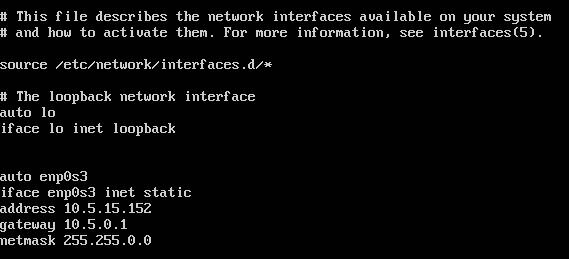 # This file describes the network interfaces available on your system
# and how to activate them. For more information, see interfaces(5).
source /etc/network/interfaces.d/*
# The loopback network interface
auto lo
iface lo inet loopback
auto enp0s3
iface enp0s3 inet static
address 10.5.15.152
gateway 10.5.0.1
netmask 255.255.0.0